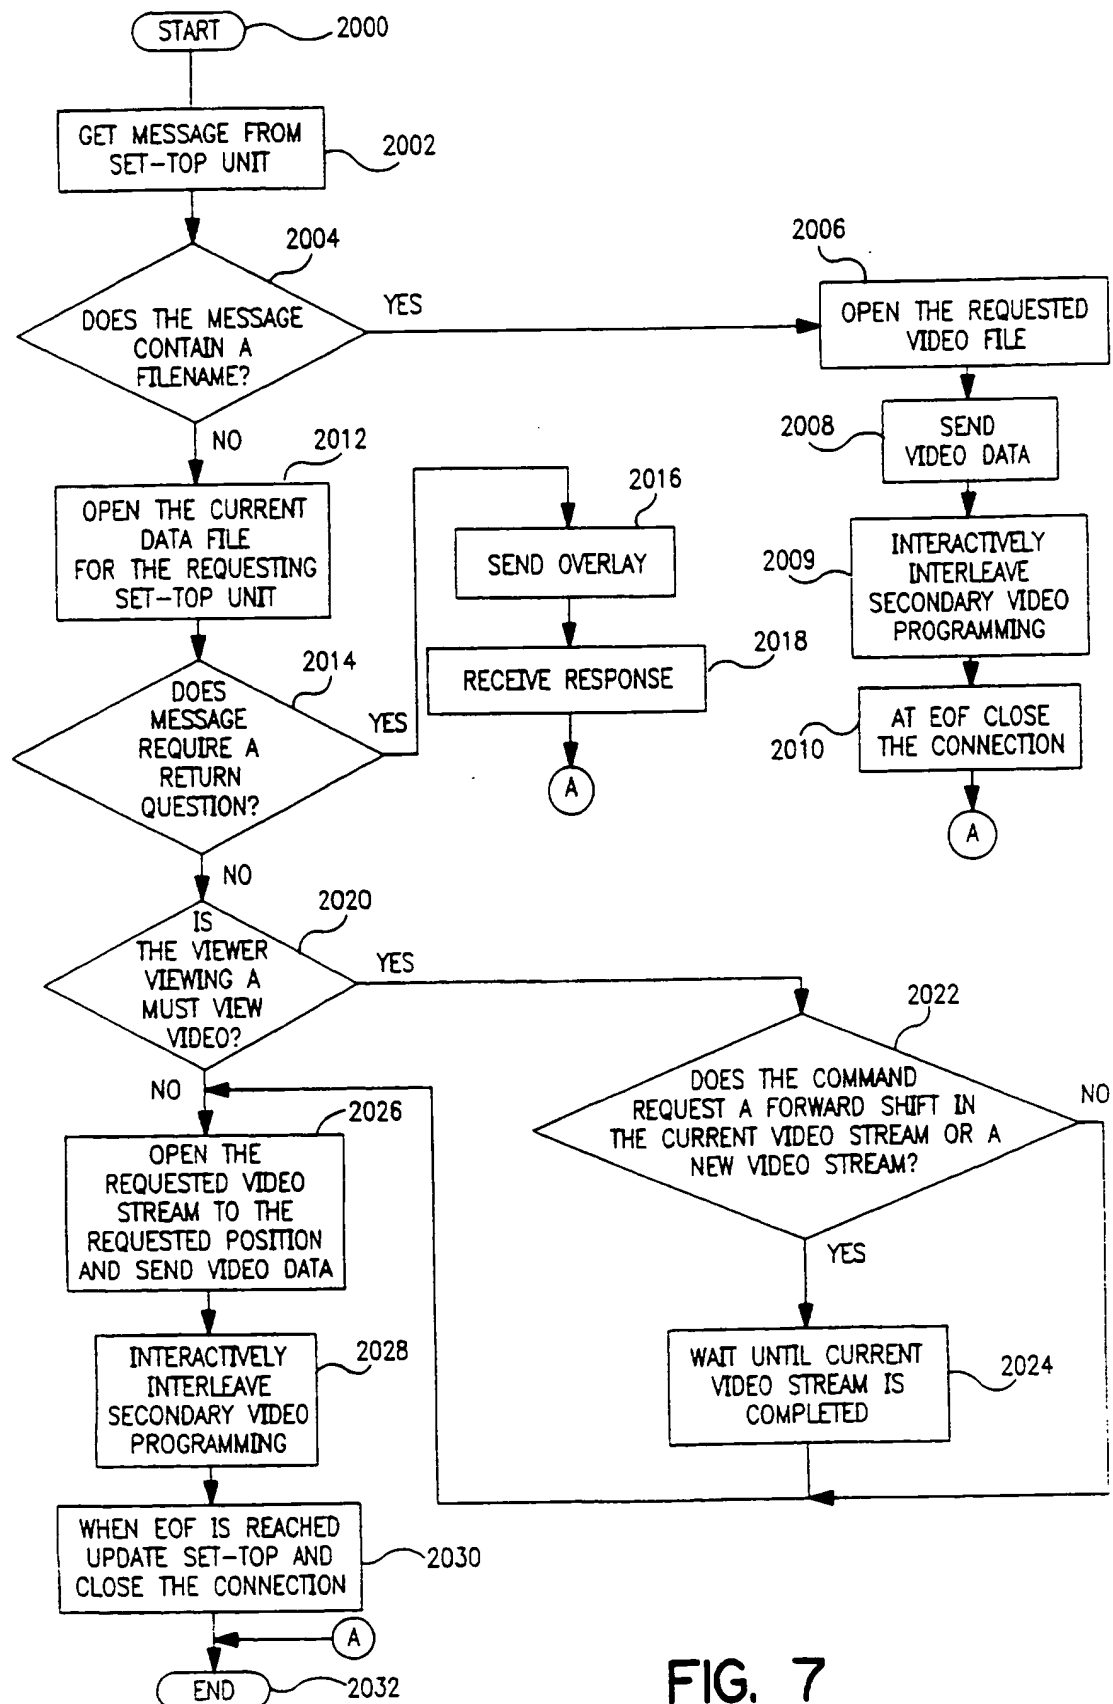 START
2000
GET MESSAGE FROM
SET-TOP UNIT
2002
2004
DOES THE MESSAGE
CONTAIN A
FILENAME?
YES
NO
2006
OPEN THE REQUESTED
VIDEO FILE
2008
SEND
VIDEO DATA
2009
INTERACTIVELY
INTERLEAVE
SECONDARY VIDEO
PROGRAMMING
2010
AT EOF CLOSE
THE CONNECTION
A
2012
OPEN THE CURRENT
DATA FILE
FOR THE REQUESTING
SET-TOP UNIT
2014
DOES
MESSAGE
REQUIRE A
RETURN
QUESTION?
YES
NO
2016
SEND OVERLAY
2018
RECEIVE RESPONSE
A
2020
IS
THE VIEWER
VIEWING A
MUST VIEW
VIDEO?
YES
NO
2022
DOES THE COMMAND
REQUEST A FORWARD SHIFT IN
THE CURRENT VIDEO STREAM OR A
NEW VIDEO STREAM?
NO
YES
WAIT UNTIL CURRENT
VIDEO STREAM IS
COMPLETED
2024
2026
OPEN THE
REQUESTED VIDEO
STREAM TO THE
REQUESTED POSITION
AND SEND VIDEO DATA
INTERACTIVELY
INTERLEAVE
SECONDARY VIDEO
PROGRAMMING
2028
WHEN EOF IS REACHED
UPDATE SET-TOP AND
CLOSE THE CONNECTION
2030
A
END
2032
FIG. 7